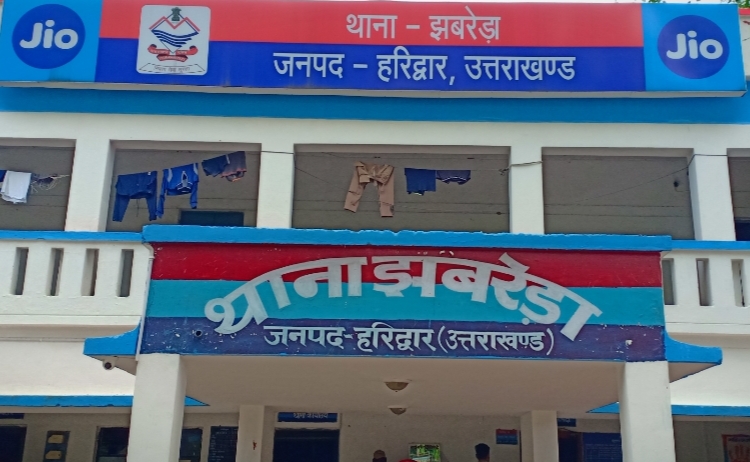 Jio
थाना - झबरेड़ा
जनपद - हरिद्वार, उत्तराखण्ड
Jio
थाना झबरेड़ा
जनपद-हरिद्वार(उत्तराखण्ड)